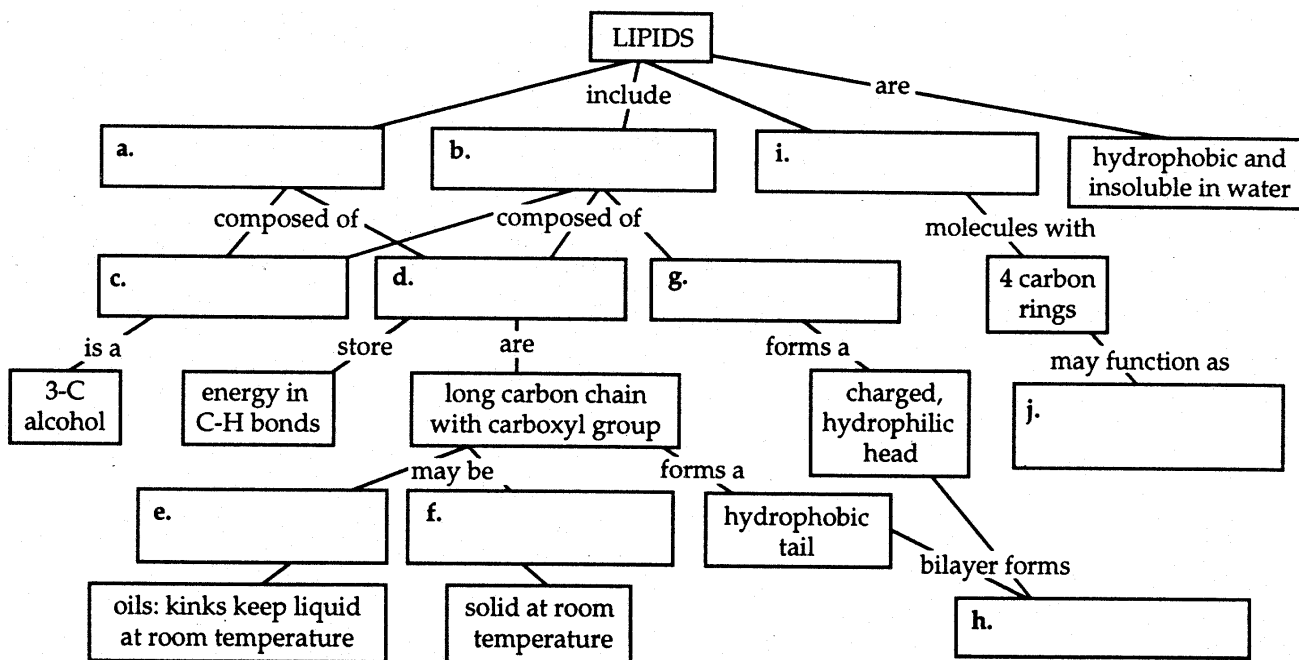 LIPIDS
include
are
a.
b.
i.
hydrophobic and
insoluble in water
composed of
composed of
molecules with
c.
d.
g.
4 carbon
rings
is a
store
are
forms a
may function as
3-C
alcohol
energy in
C-H bonds
long carbon chain
with carboxyl group
charged,
hydrophilic
head
j.
may be
forms a
e.
f.
hydrophobic
tail
bilayer forms
oils: kinks keep liquid
at room temperature
solid at room
temperature
h.